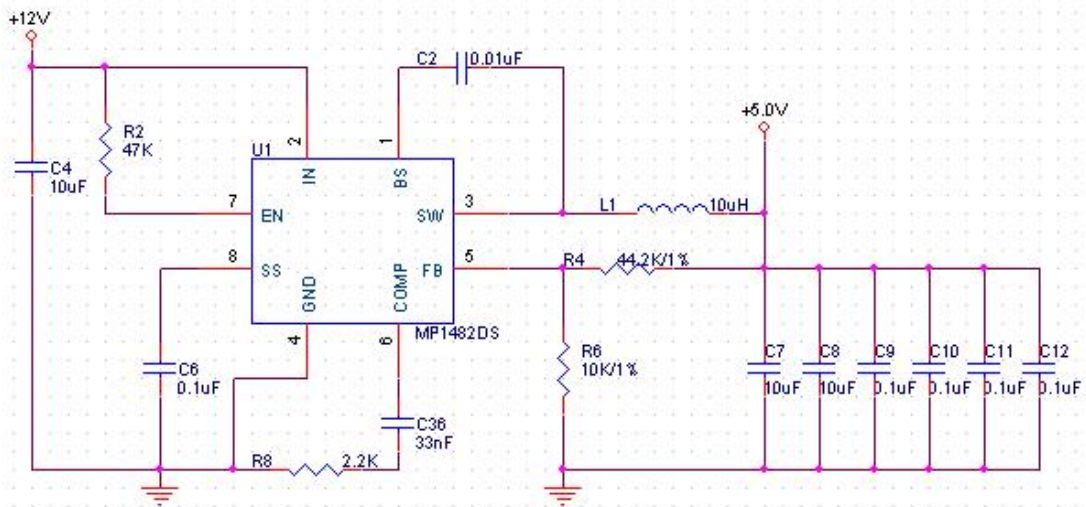 +12V
C2
0.01uF
+5.0V
R2
47K
U1
2
1
C4
10uF
IN
BS
7
EN
SW
3
L1
10uH
8
SS
FB
5
R4
44.2K/1%
GND
COMP
MP1482DS
4
6
C6
0.1uF
R6
10K/1%
C7
10uF
C8
10uF
C9
0.1uF
C10
0.1uF
C11
0.1uF
C12
0.1uF
C36
33nF
R8
2.2K